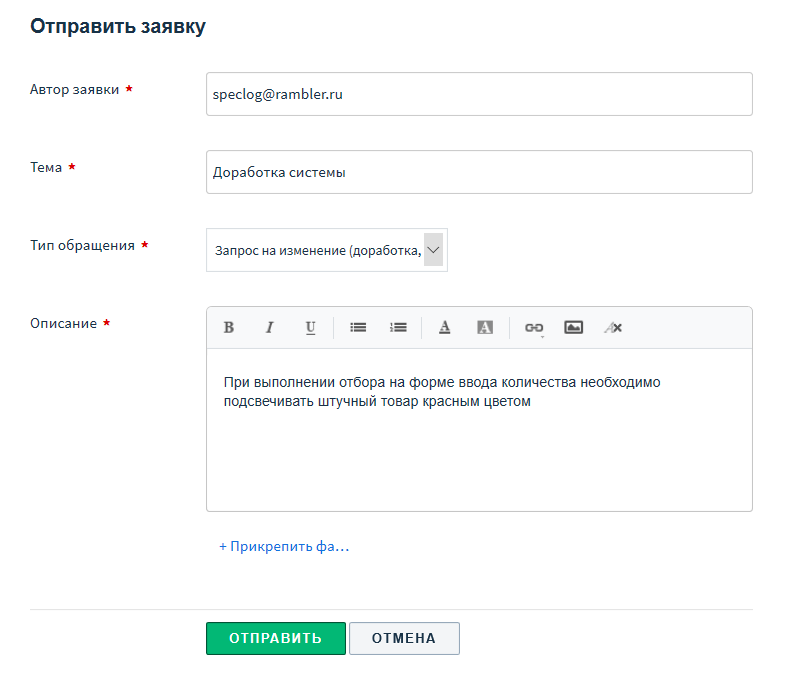 Отправить заявку
Автор заявки *
speclog@rambler.ru
Тема *
Доработка системы
Тип обращения *
Запрос на изменение (доработка,
Описание *
B I U A A
При выполнении отбора на форме ввода количества необходимо
подсвечивать штучный товар красным цветом
+ Прикрепить фа...
ОТПРАВИТЬ ОТМЕНА